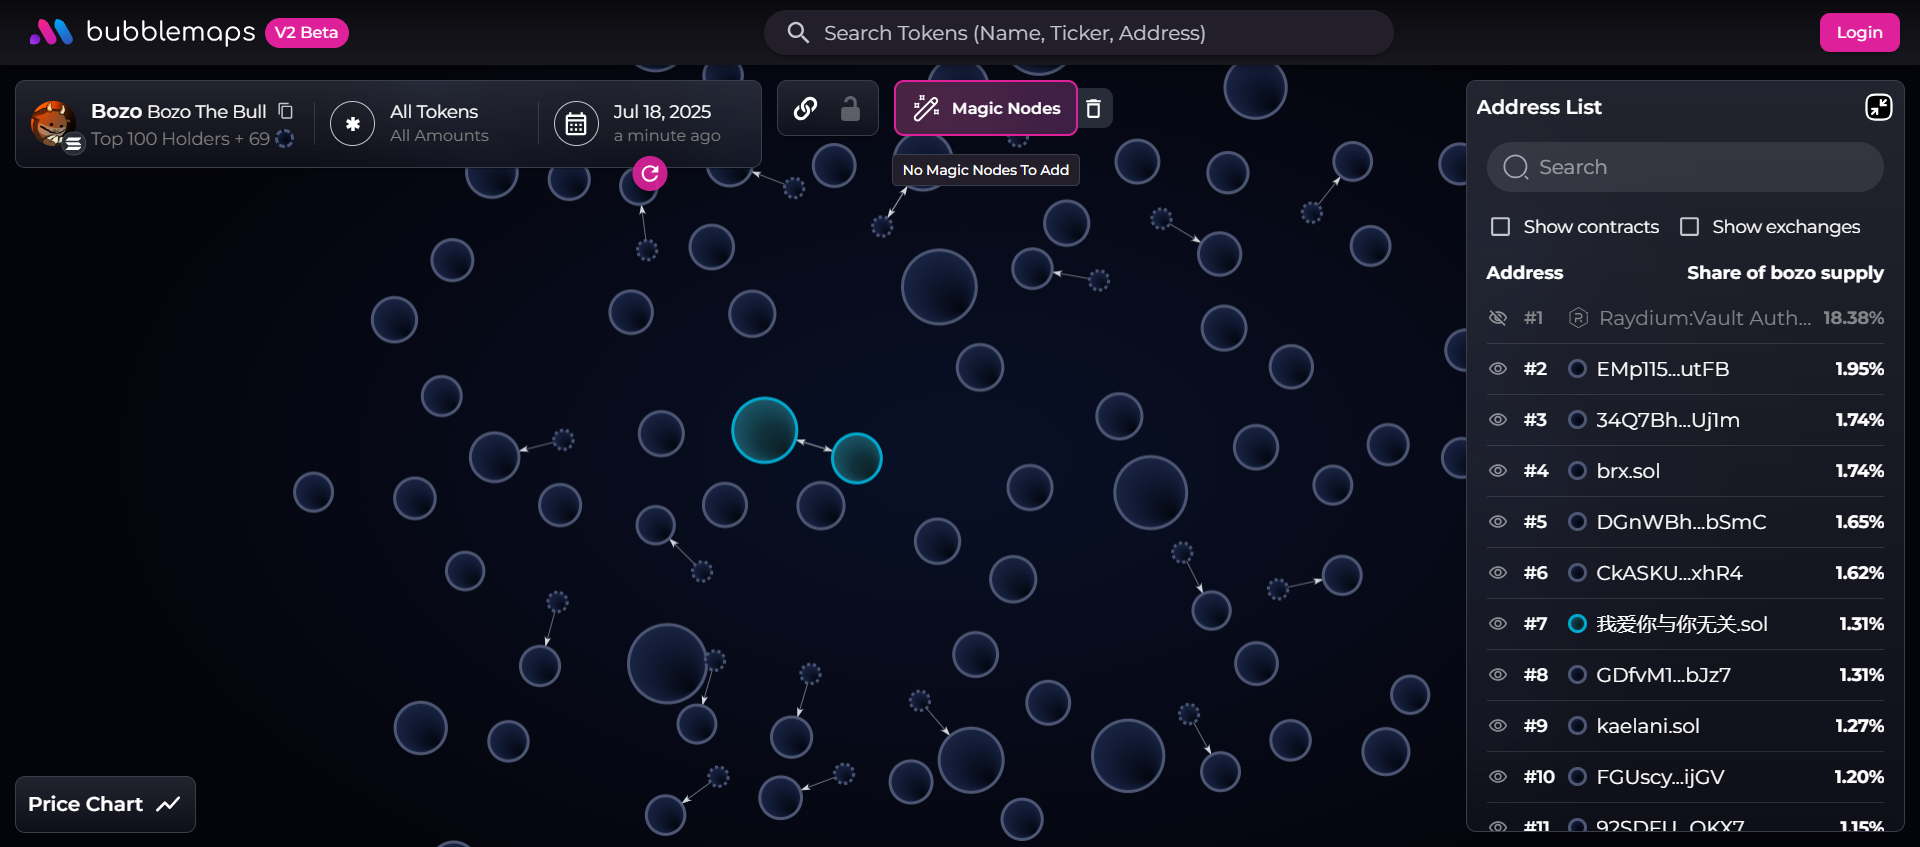 bubblemaps V2 Beta
Search Tokens (Name, Ticker, Address)
Login
Bozo Bozo The Bull
Top 100 Holders + 69
All Tokens
All Amounts
Jul 18, 2025
a minute ago
Magic Nodes
No Magic Nodes To Add
Address List
Search
Show contracts Show exchanges
Address Share of bozo supply
#1 Raydium:Vault Auth... 18.38%
#2 EMp115...utFB 1.95%
#3 34Q7Bh...Uj1m 1.74%
#4 brx.sol 1.74%
#5 DGnWBh...bSmC 1.65%
#6 CkASKU...xhR4 1.62%
#7 我爱你与你无关.sol 1.31%
#8 GDfvM1...bJz7 1.31%
#9 kaelani.sol 1.27%
#10 FGUscy...ijGV 1.20%
#11 1.15%
Price Chart